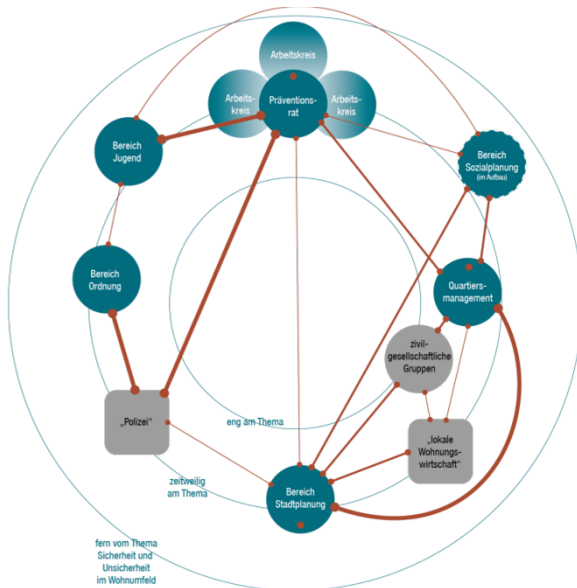 Arbeitskreis
Arbeits-
kreis
Präventions-
rat
Arbeits-
kreis
Bereich
Jugend
Bereich
Sozialplanung
(im Aufbau)
Bereich
Ordnung
Quartiers-
management
zivil-
gesellschaftliche
Gruppen
„Polizei“
eng am Thema
„lokale
Wohnungs-
wirtschaft“
zeitweilig
am Thema
Bereich
Stadtplanung
fern vom Thema
Sicherheit und
Unsicherheit
im Wohnumfeld